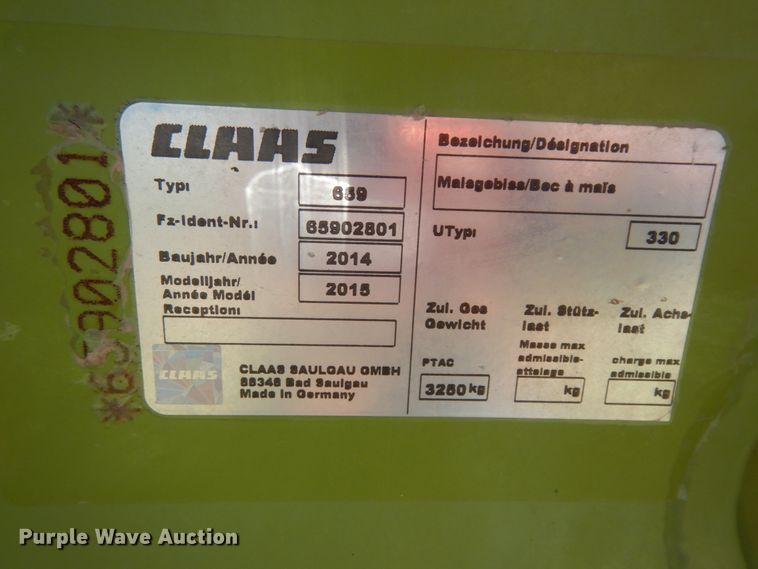 *65902801*
CLAAS
Typ: 659
Fz-Ident-Nr.: 65902801
Baujahr/Année 2014
Modelljahr/
Année Modél 2015
Reception:
CLAAS
CLAAS SAULGAU GMBH
88348 Bad Saulgau
Made in Germany
Bezeichung/Désignation
Maisgebiss/Bec à maïs
UTyp: 330
Zul. Ges Gewicht
Zul. Stütz-last
Zul. Achs-last
PTAC
Masse max admissible-attelage
charge max admissible
3250 kg
kg
kg
Purple Wave Auction